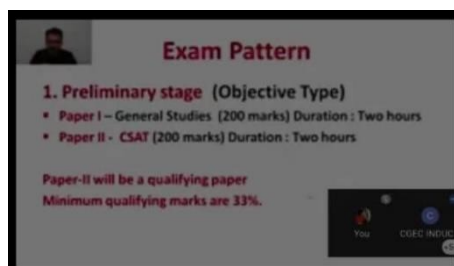 Exam Pattern
1. Preliminary stage (Objective Type)
▪ Paper I – General Studies (200 marks) Duration : Two hours
▪ Paper II - CSAT (200 marks) Duration : Two hours
Paper-II will be a qualifying paper
Minimum qualifying marks are 33%.
C
You CGEC INDUC